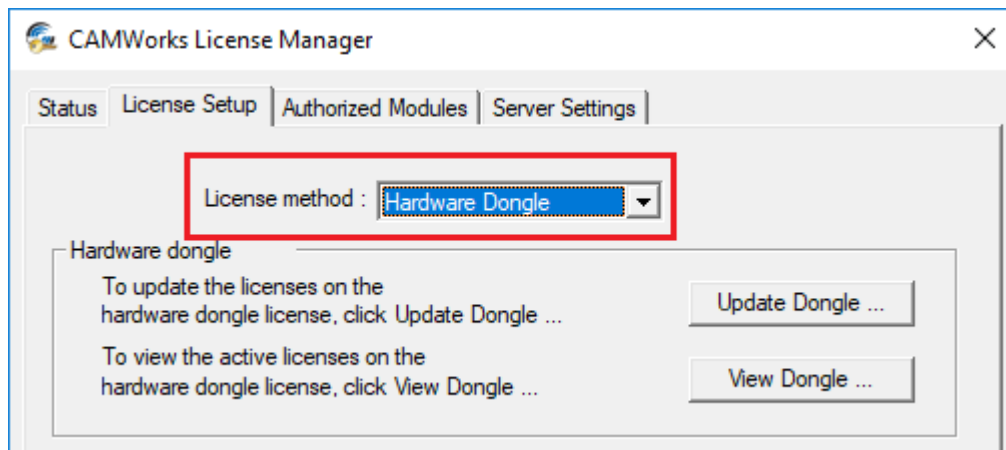 CAMWorks License Manager
Status License Setup Authorized Modules Server Settings
License method : Hardware Dongle
Hardware dongle
To update the licenses on the
hardware dongle license, click Update Dongle ...
Update Dongle ...
To view the active licenses on the
hardware dongle license, click View Dongle ...
View Dongle ...